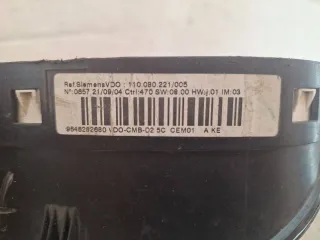 Ref SiemensVDO : 110.080.221/005
N°:0657 21/09/04 Ctrl:470 SW:08.00 HW:j.01 IM:03
9646282680 VDO-CMB-D2 5C CEM01 A KE